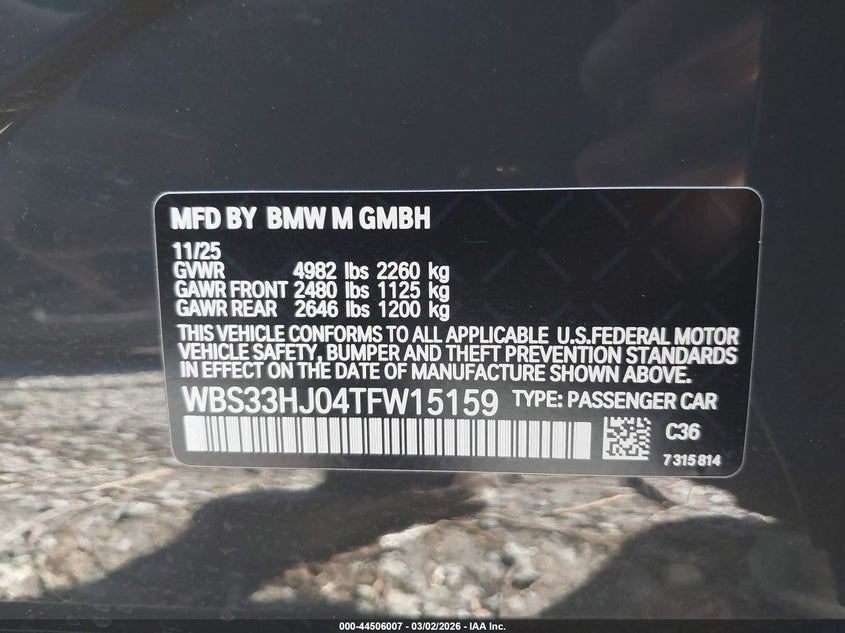 MFD BY BMW M GMBH
11/25
GVWR 4982 lbs 2260 kg
GAWR FRONT 2480 lbs 1125 kg
GAWR REAR 2646 lbs 1200 kg
THIS VEHICLE CONFORMS TO ALL APPLICABLE U.S.FEDERAL MOTOR
VEHICLE SAFETY, BUMPER AND THEFT PREVENTION STANDARDS
IN EFFECT ON THE DATE OF MANUFACTURE SHOWN ABOVE.
WBS33HJ04TFW15159 TYPE: PASSENGER CAR
C36
7315814
000-44506007 - 03/02/2026 - IAA Inc.